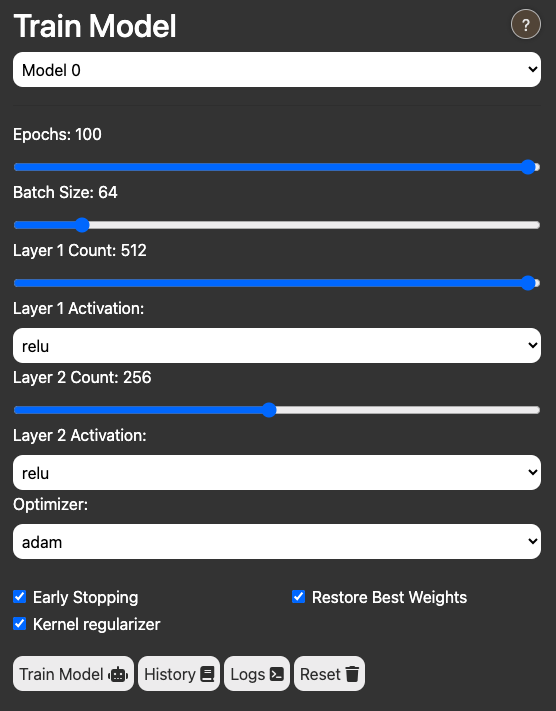 Train Model
?
Model 0
Epochs: 100
Batch Size: 64
Layer 1 Count: 512
Layer 1 Activation:
relu
Layer 2 Count: 256
Layer 2 Activation:
relu
Optimizer:
adam
Early Stopping Restore Best Weights
Kernel regularizer
Train Model History Logs Reset